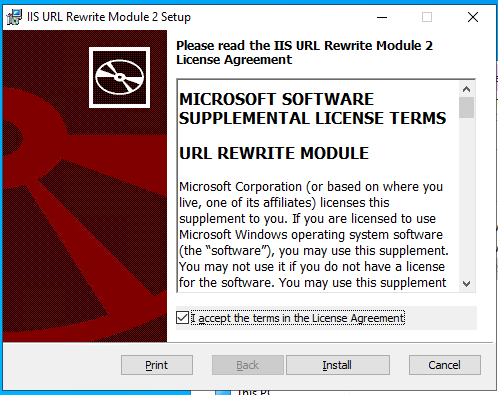 IIS URL Rewrite Module 2 Setup
Please read the IIS URL Rewrite Module 2
License Agreement
MICROSOFT SOFTWARE
SUPPLEMENTAL LICENSE TERMS
URL REWRITE MODULE
Microsoft Corporation (or based on where you
live, one of its affiliates) licenses this
supplement to you. If you are licensed to use
Microsoft Windows operating system software
(the “software”), you may use this supplement.
You may not use it if you do not have a license
for the software. You may use this supplement
I accept the terms in the License Agreement
Print
Back
Install
Cancel
This PC